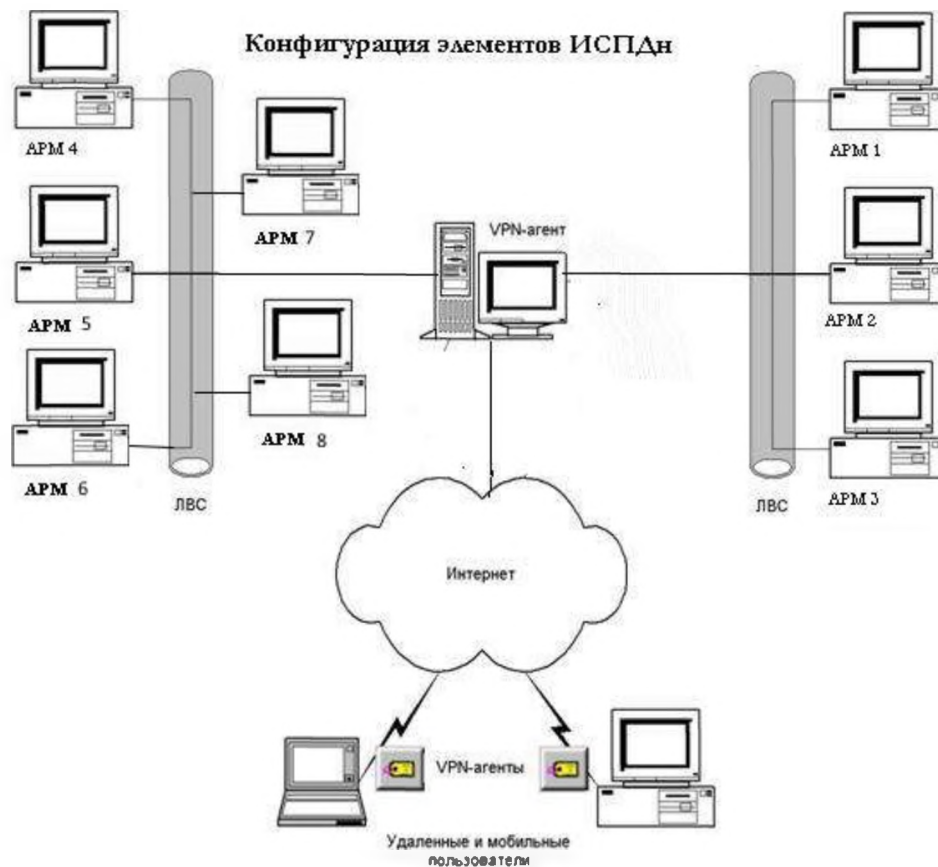 Конфигурация элементов ИСПДн
АРМ 4
АРМ 7
АРМ 5
АРМ 8
АРМ 6
ЛВС
VPN-агент
АРМ 1
АРМ 2
АРМ 3
ЛВС
Интернет
VPN-агенты
Удаленные и мобильные
пользователи